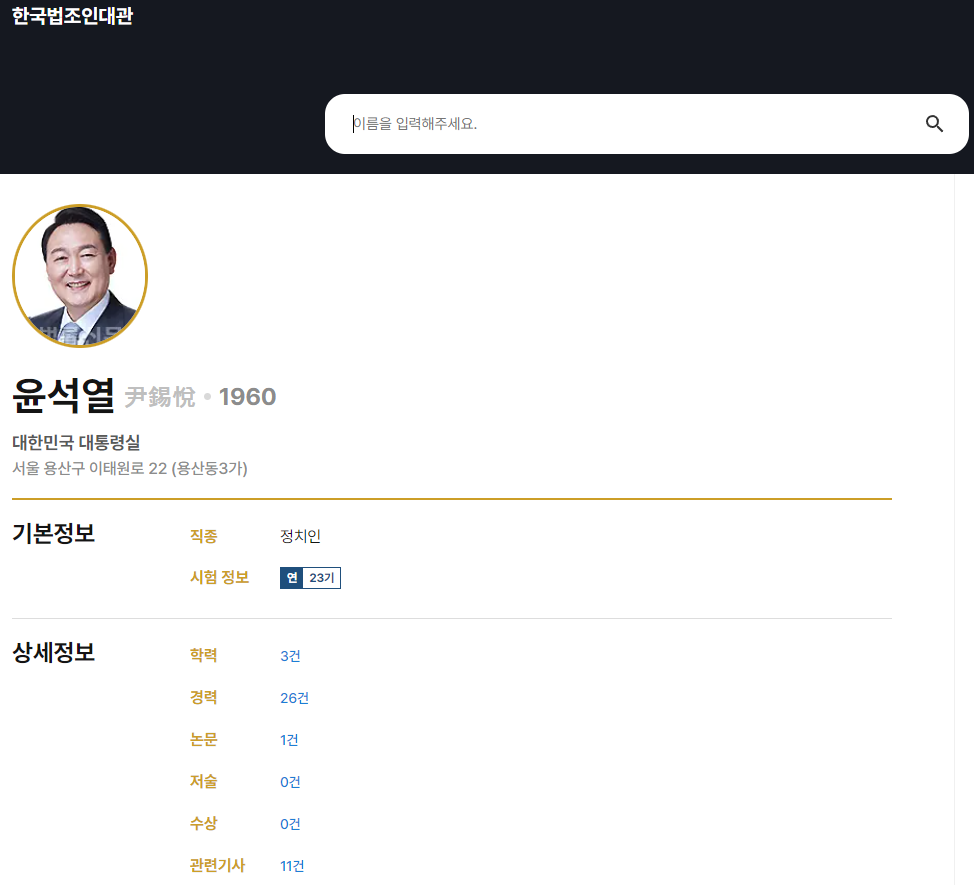 한국법조인대관
이름을 입력해주세요.
법률신문
윤석열 尹錫悅 • 1960
대한민국 대통령실
서울 용산구 이태원로 22 (용산동3가)
기본정보
직종 정치인
시험 정보 연 23기
상세정보
학력 3건
경력 26건
논문 1건
저술 0건
수상 0건
관련기사 11건